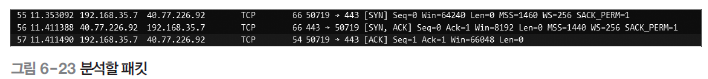 55 11.353092 192.168.35.7 40.77.226.92 TCP 66 50719 → 443 [SYN] Seq=0 Win=64240 Len=0 MSS=1460 WS=256 SACK_PERM=1
56 11.411388 40.77.226.92 192.168.35.7 TCP 66 443 → 50719 [SYN, ACK] Seq=0 Ack=1 Win=8192 Len=0 MSS=1440 WS=256 SACK_PERM=1
57 11.411490 192.168.35.7 40.77.226.92 TCP 54 50719 → 443 [ACK] Seq=1 Ack=1 Win=66048 Len=0
그림 6-23 분석할 패킷